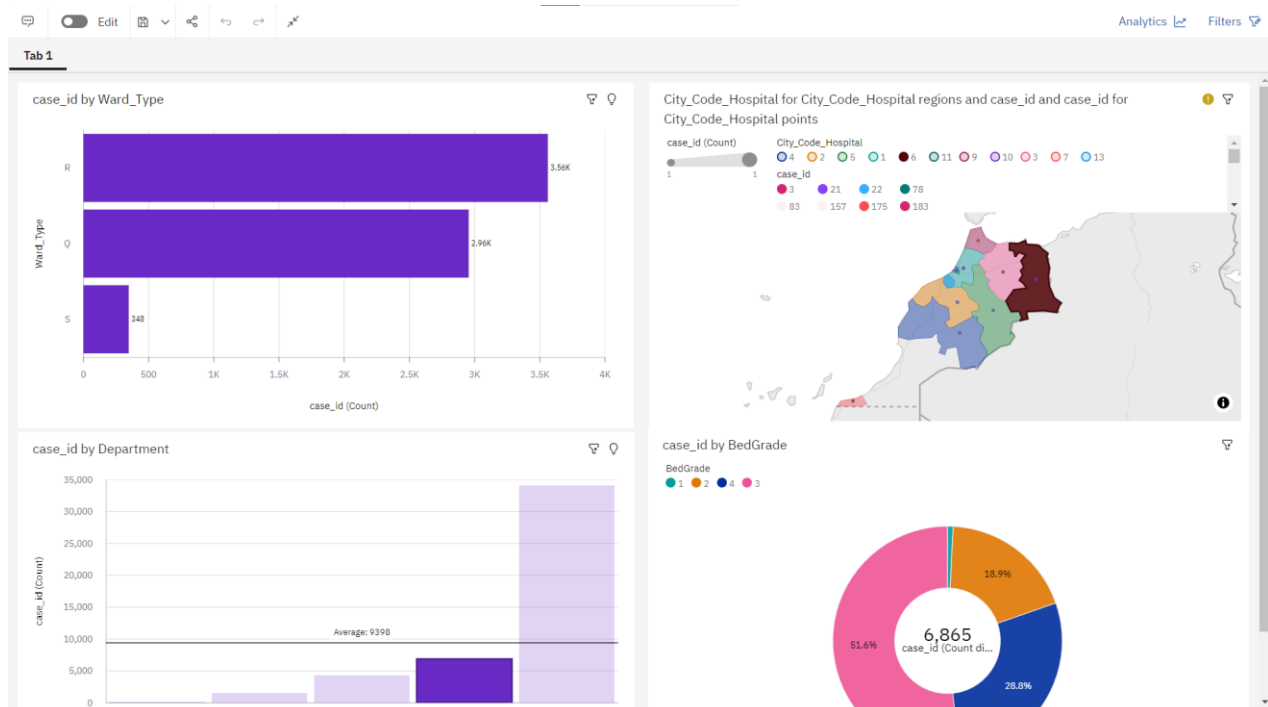 Edit
Analytics
Filters
Tab 1
case_id by Ward_Type
Ward_Type
R
3.56K
Q
2.96K
S
348
0 500 1K 1.5K 2K 2.5K 3K 3.5K 4K
case_id (Count)
City_Code_Hospital for City_Code_Hospital regions and case_id and case_id for
City_Code_Hospital points
case_id (Count)
1 1
City_Code_Hospital
4 2 5 1 6 11 9 10 3 7 13
case_id
3 21 22 78
83 157 175 183
case_id by Department
case_id (Count)
35,000
30,000
25,000
20,000
15,000
10,000
5,000
0
Average: 9398
case_id by BedGrade
BedGrade
1 2 4 3
18.9%
51.6%
28.8%
6,865
case_id (Count di...